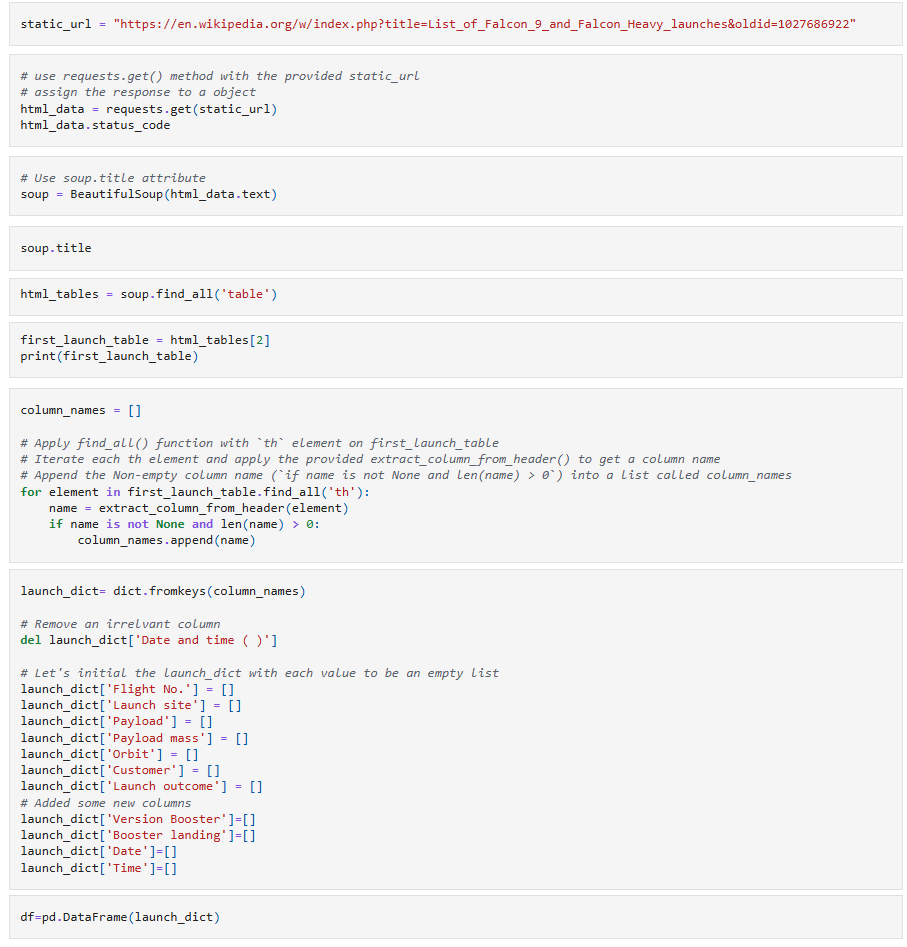 static_url = "https://en.wikipedia.org/w/index.php?title=List_of_Falcon_9_and_Falcon_Heavy_launches&oldid=1027686922"
# use requests.get() method with the provided static_url
# assign the response to a object
html_data = requests.get(static_url)
html_data.status_code
# Use soup.title attribute
soup = BeautifulSoup(html_data.text)
soup.title
html_tables = soup.find_all('table')
first_launch_table = html_tables[2]
print(first_launch_table)
column_names = []
# Apply find_all() function with `th` element on first_launch_table
# Iterate each th element and apply the provided extract_column_from_header() to get a column name
# Append the Non-empty column name (`if name is not None and len(name) > 0`) into a list called column_names
for element in first_launch_table.find_all('th'):
    name = extract_column_from_header(element)
    if name is not None and len(name) > 0:
        column_names.append(name)
launch_dict= dict.fromkeys(column_names)
# Remove an irrelvant column
del launch_dict['Date and time ( )']
# Let's initial the launch_dict with each value to be an empty list
launch_dict['Flight No.'] = []
launch_dict['Launch site'] = []
launch_dict['Payload'] = []
launch_dict['Payload mass'] = []
launch_dict['Orbit'] = []
launch_dict['Customer'] = []
launch_dict['Launch outcome'] = []
# Added some new columns
launch_dict['Version Booster']=[]
launch_dict['Booster landing']=[]
launch_dict['Date']=[]
launch_dict['Time']=[]
df=pd.DataFrame(launch_dict)